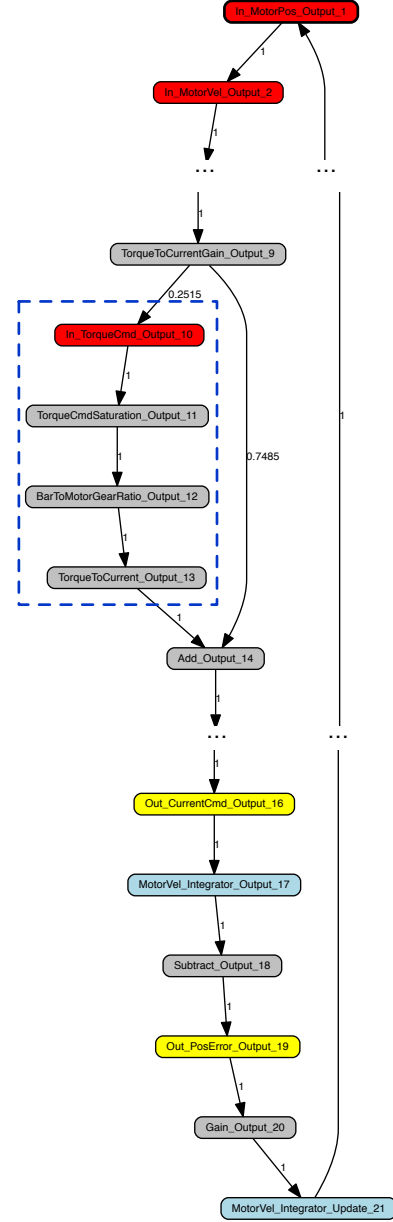 In_MotorPos_Output_1
1
In_MotorVel_Output_2
1
... ...
1
TorqueToCurrentGain_Output_9
0.2515
In_TorqueCmd_Output_10
1
TorqueCmdSaturation_Output_11
1
0.7485
1
BarToMotorGearRatio_Output_12
1
TorqueToCurrent_Output_13
1
Add_Output_14
1
... ...
1
Out_CurrentCmd_Output_16
1
MotorVel_Integrator_Output_17
1
Subtract_Output_18
1
Out_PosError_Output_19
1
Gain_Output_20
1
MotorVel_Integrator_Update_21